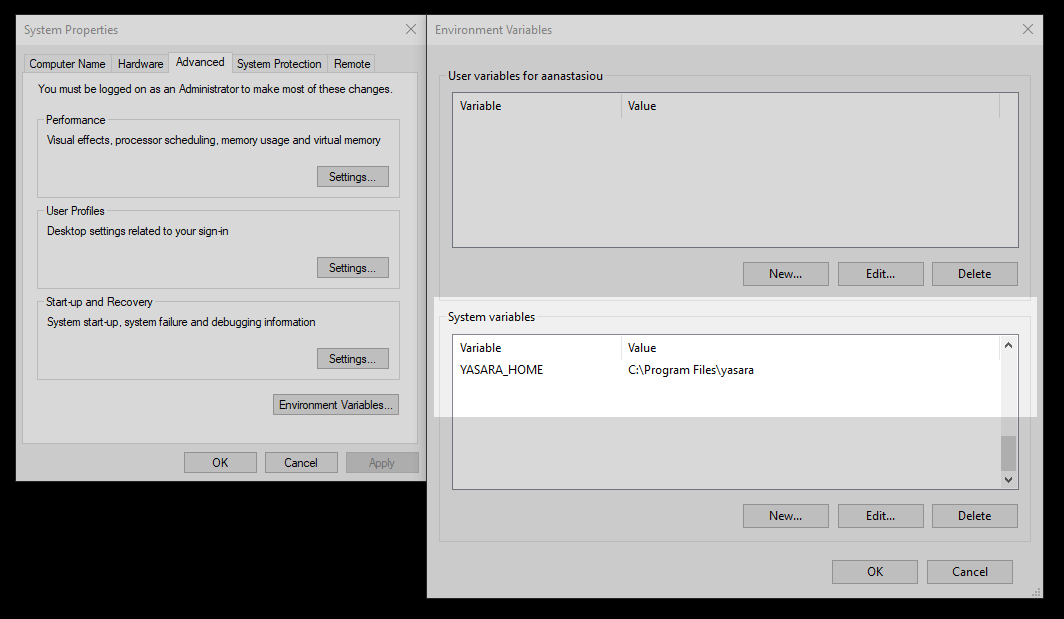 System Properties
Computer Name Hardware Advanced System Protection Remote
You must be logged on as an Administrator to make most of these changes.
Performance
Visual effects, processor scheduling, memory usage and virtual memory
Settings...
User Profiles
Desktop settings related to your sign-in
Settings...
Start-up and Recovery
System start-up, system failure and debugging information
Settings...
Environment Variables...
OK Cancel Apply
Environment Variables
User variables for aanastasiou
Variable Value
New... Edit... Delete
System variables
Variable Value
YASARA_HOME C:\Program Files\yasara
New... Edit... Delete
OK Cancel